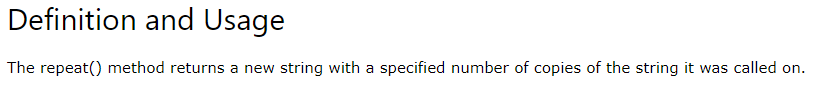 Definition and Usage
The repeat() method returns a new string with a specified number of copies of the string it was called on.